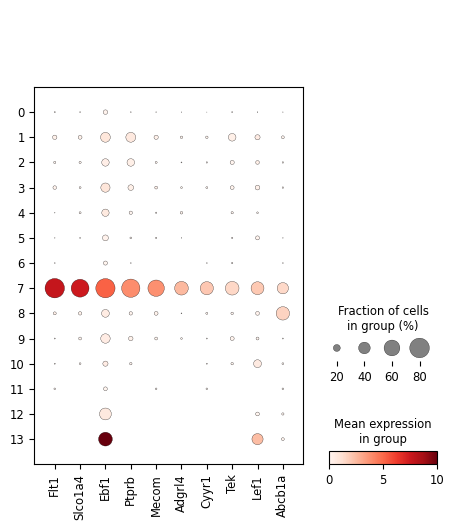 0
1
2
3
4
5
6
7
8
9
10
11
12
13
Flt1
Slco1a4
Ebf1
Ptprb
Mecom
Adgrl4
Cyyr1
Tek
Lef1
Abcb1a
Fraction of cells
in group (%)
20 40 60 80
Mean expression
in group
0 5 10